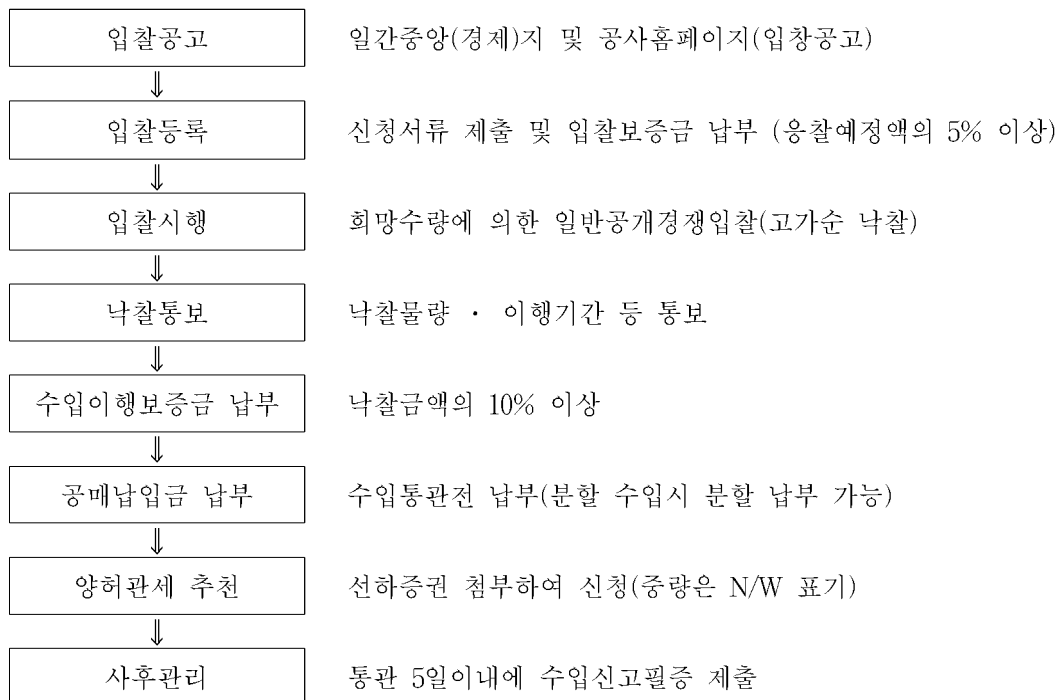 입찰공고 일간중앙(경제)지 및 공사홈페이지(입창공고)
⇓
입찰등록 신청서류 제출 및 입찰보증금 납부 (응찰예정액의 5% 이상)
⇓
입찰시행 희망수량에 의한 일반공개경쟁입찰(고가순 낙찰)
⇓
낙찰통보 낙찰물량 · 이행기간 등 통보
⇓
수입이행보증금 납부 낙찰금액의 10% 이상
⇓
공매납입금 납부 수입통관전 납부(분할 수입시 분할 납부 가능)
⇓
양허관세 추천 선하증권 첨부하여 신청(중량은 N/W 표기)
⇓
사후관리 통관 5일이내에 수입신고필증 제출